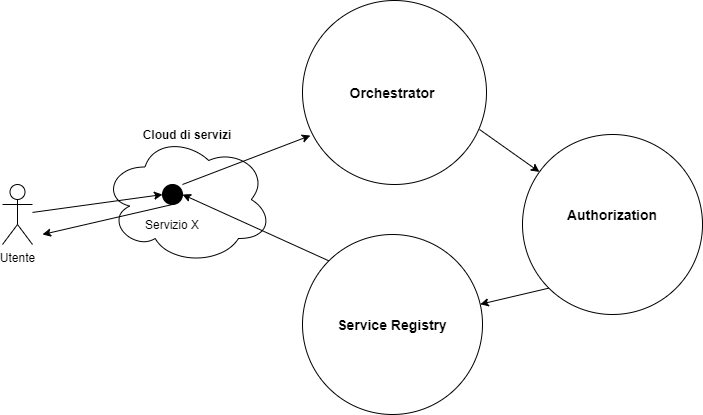 Orchestrator
Cloud di servizi
Authorization
Servizio X
Utente
Service Registry